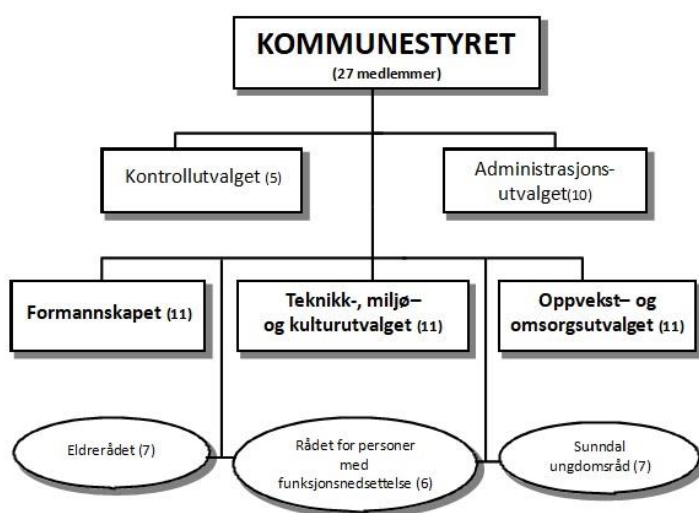 KOMMUNESTYRET
(27 medlemmer)
Kontrollutvalget (5)
Administrasjons-
utvalget(10)
Formannskapet (11)
Teknikk-, miljø–
og kulturutvalget (11)
Oppvekst– og
omsorgsutvalget (11)
Eldrerådet (7)
Rådet for personer
med
funksjonsnedsettelse (6)
Sunndal
ungdomsråd (7)